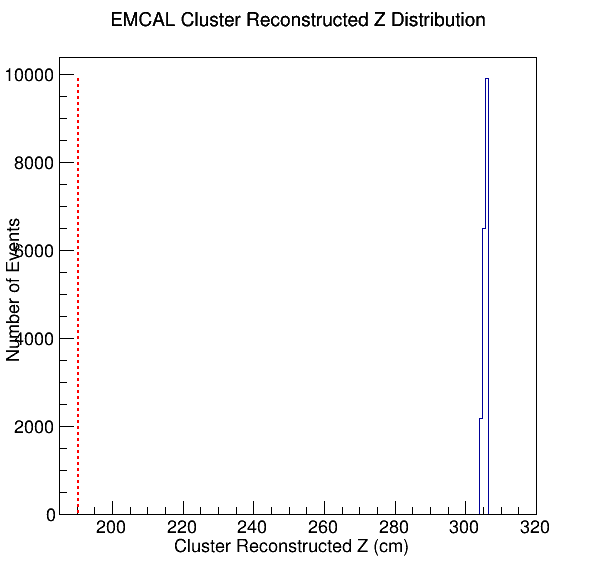 EMCAL Cluster Reconstructed Z Distribution
10000
8000
6000
4000
2000
0
Number of Events
200 220 240 260 280 300 320
Cluster Reconstructed Z (cm)